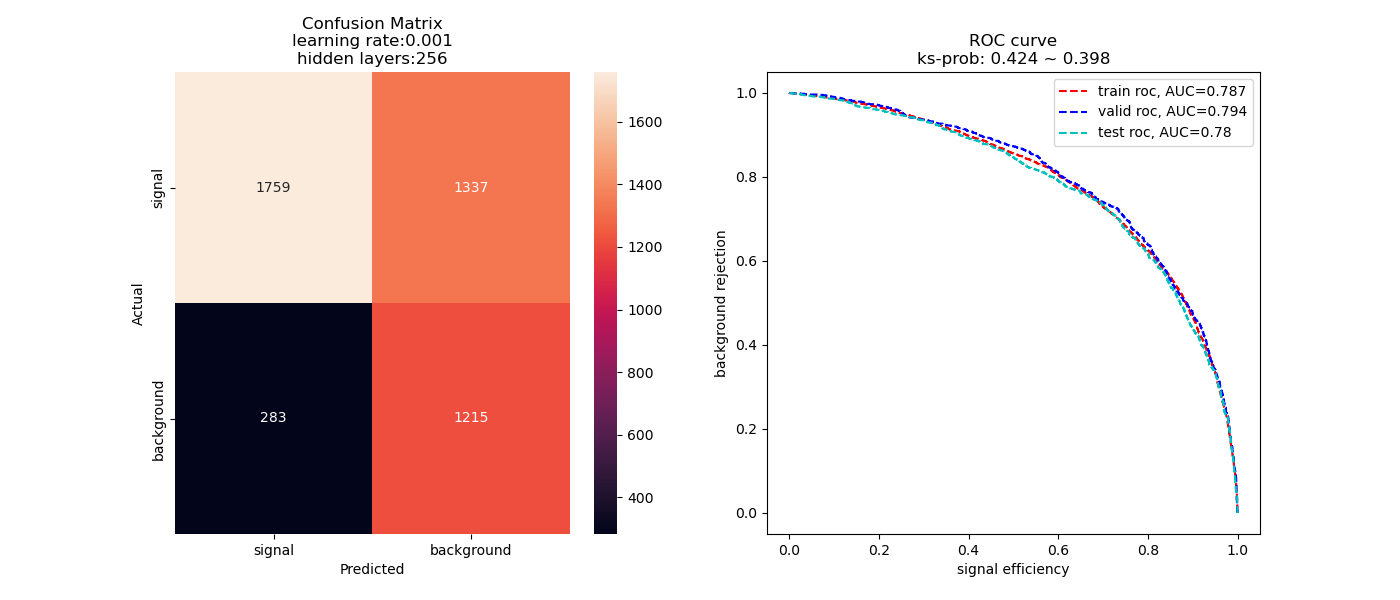 Confusion Matrix
learning rate:0.001
hidden layers:256
signal
background
Actual
1759
1337
283
1215
signal
background
Predicted
1600
1400
1200
1000
800
600
400
ROC curve
ks-prob: 0.424 ~ 0.398
train roc, AUC=0.787
valid roc, AUC=0.794
test roc, AUC=0.78
background rejection
1.0
0.8
0.6
0.4
0.2
0.0
0.0
0.2
0.4
0.6
0.8
1.0
signal efficiency